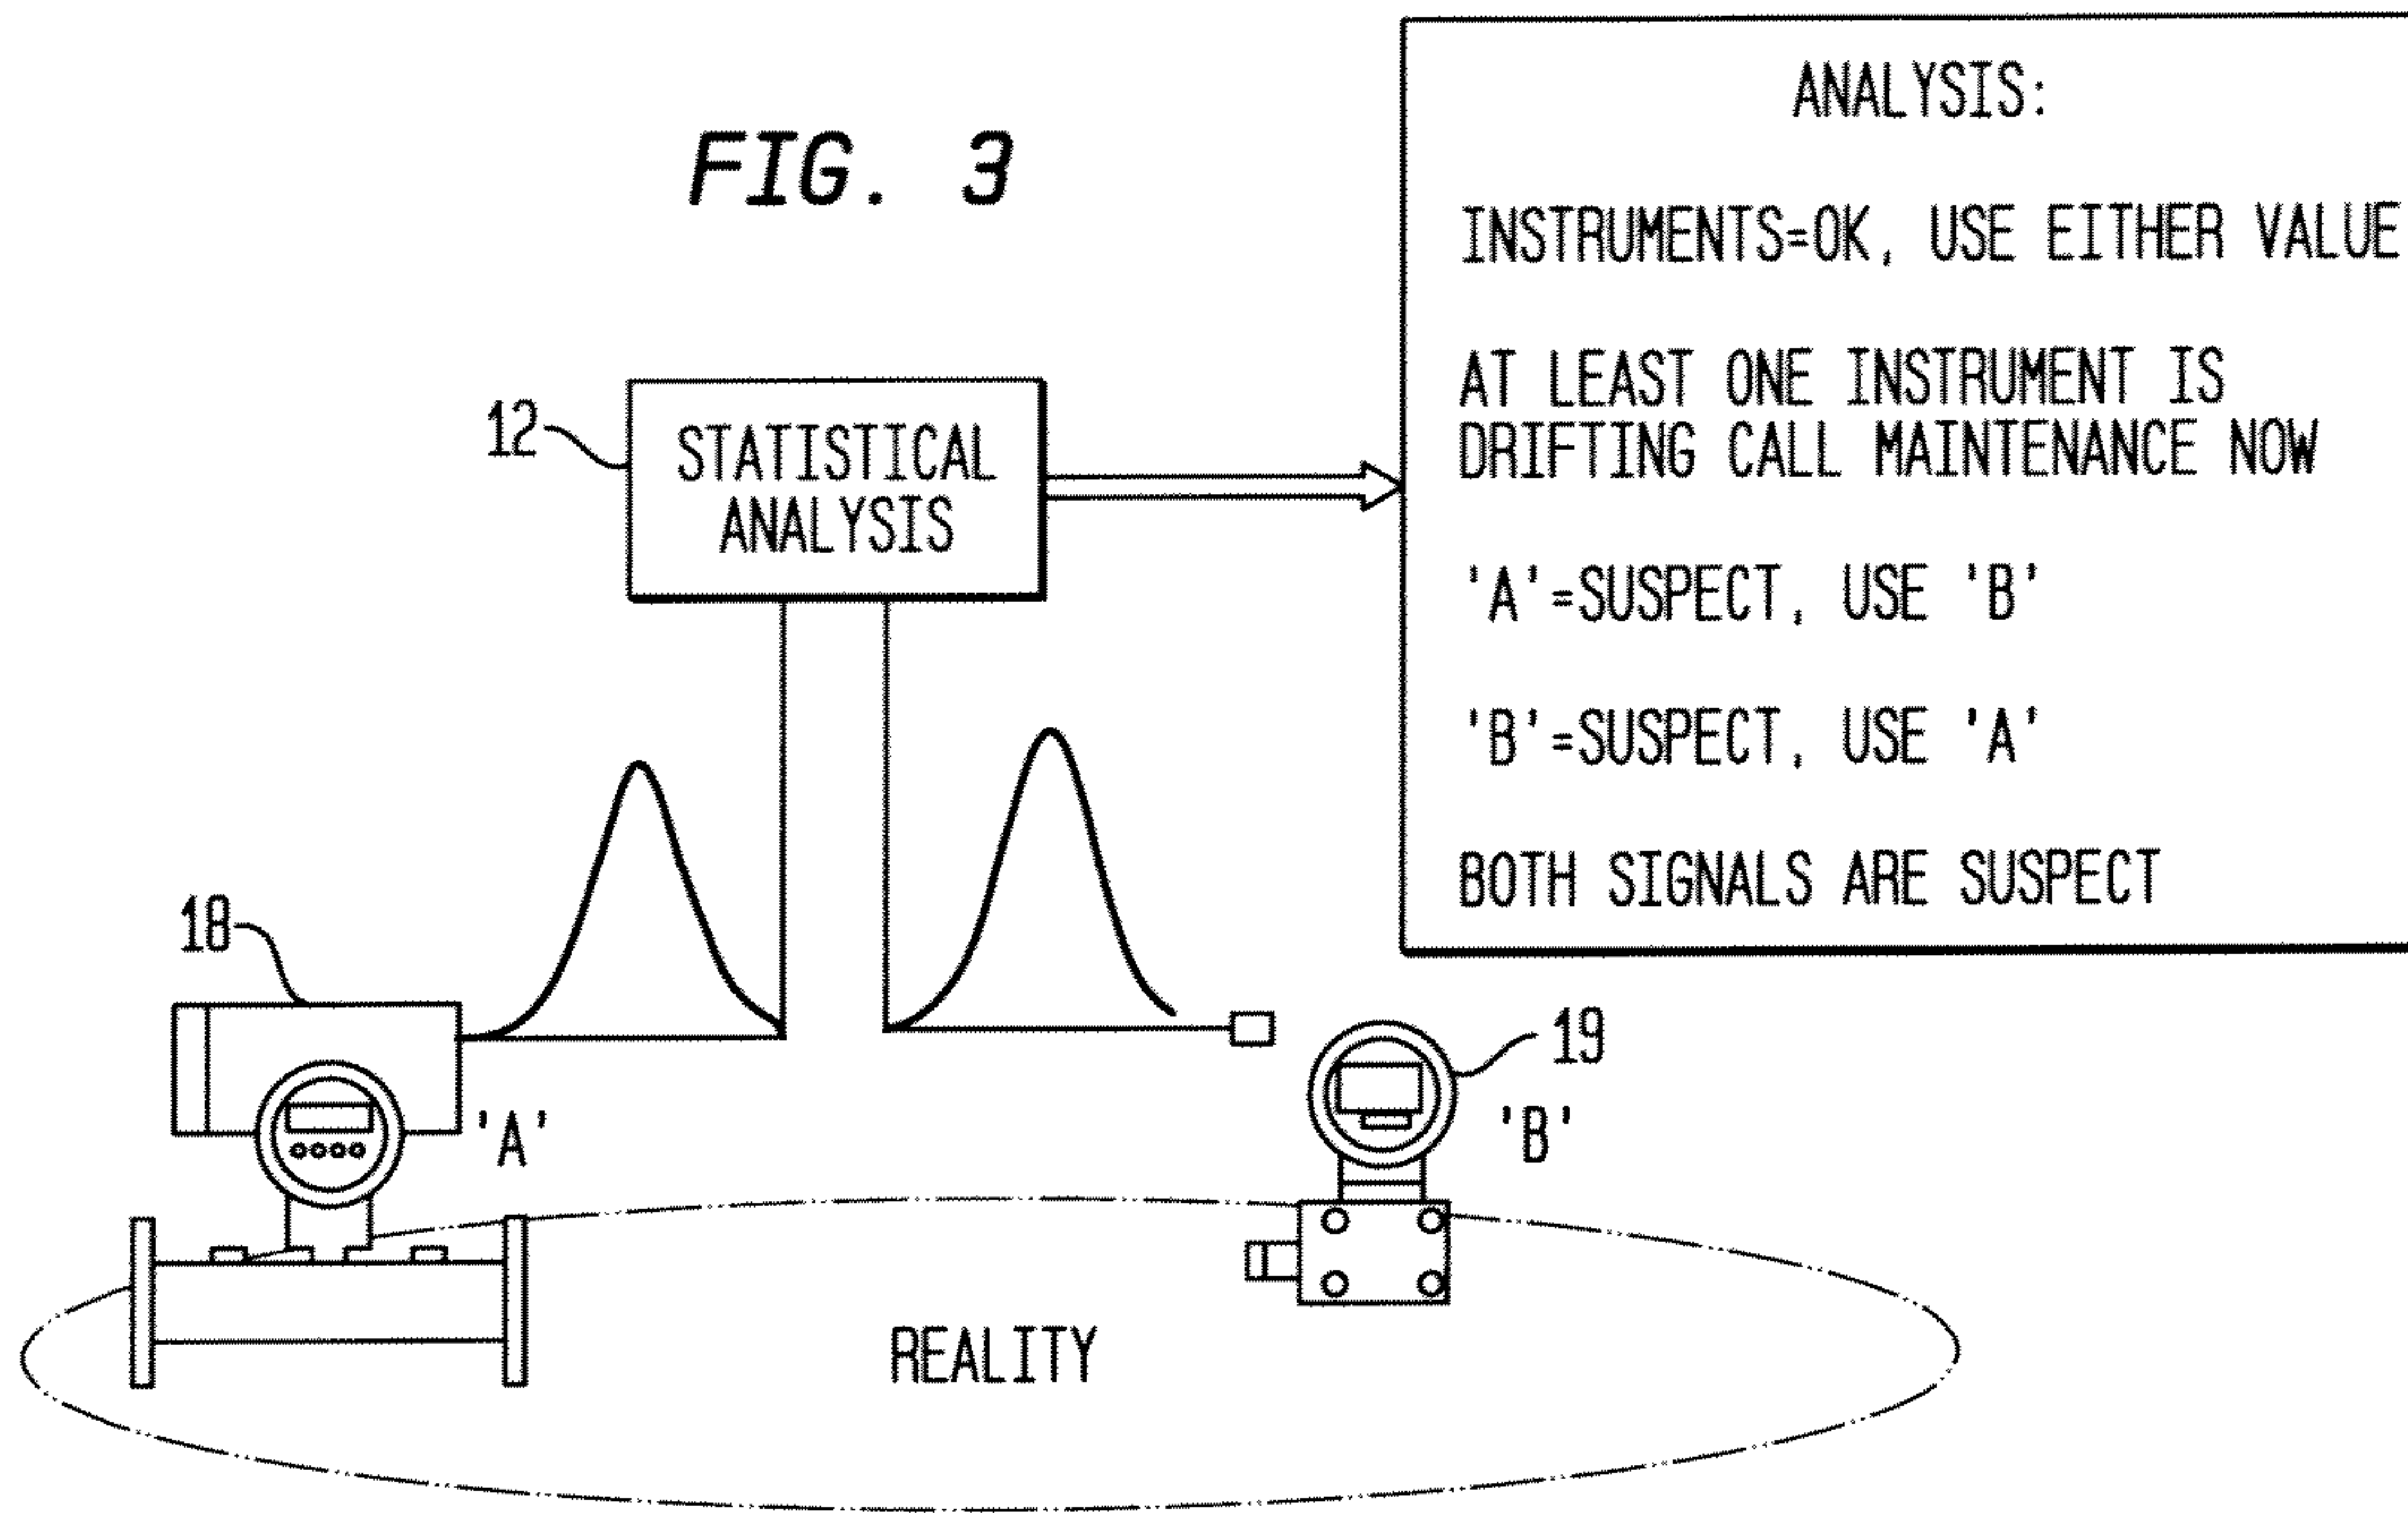 FIG. 3
ANALYSIS:
INSTRUMENTS=OK, USE EITHER VALUE
AT LEAST ONE INSTRUMENT IS
DRIFTING CALL MAINTENANCE NOW
'A'=SUSPECT, USE 'B'
'B'=SUSPECT, USE 'A'
BOTH SIGNALS ARE SUSPECT
12
STATISTICAL
ANALYSIS
18
'A'
19
'B'
REALITY